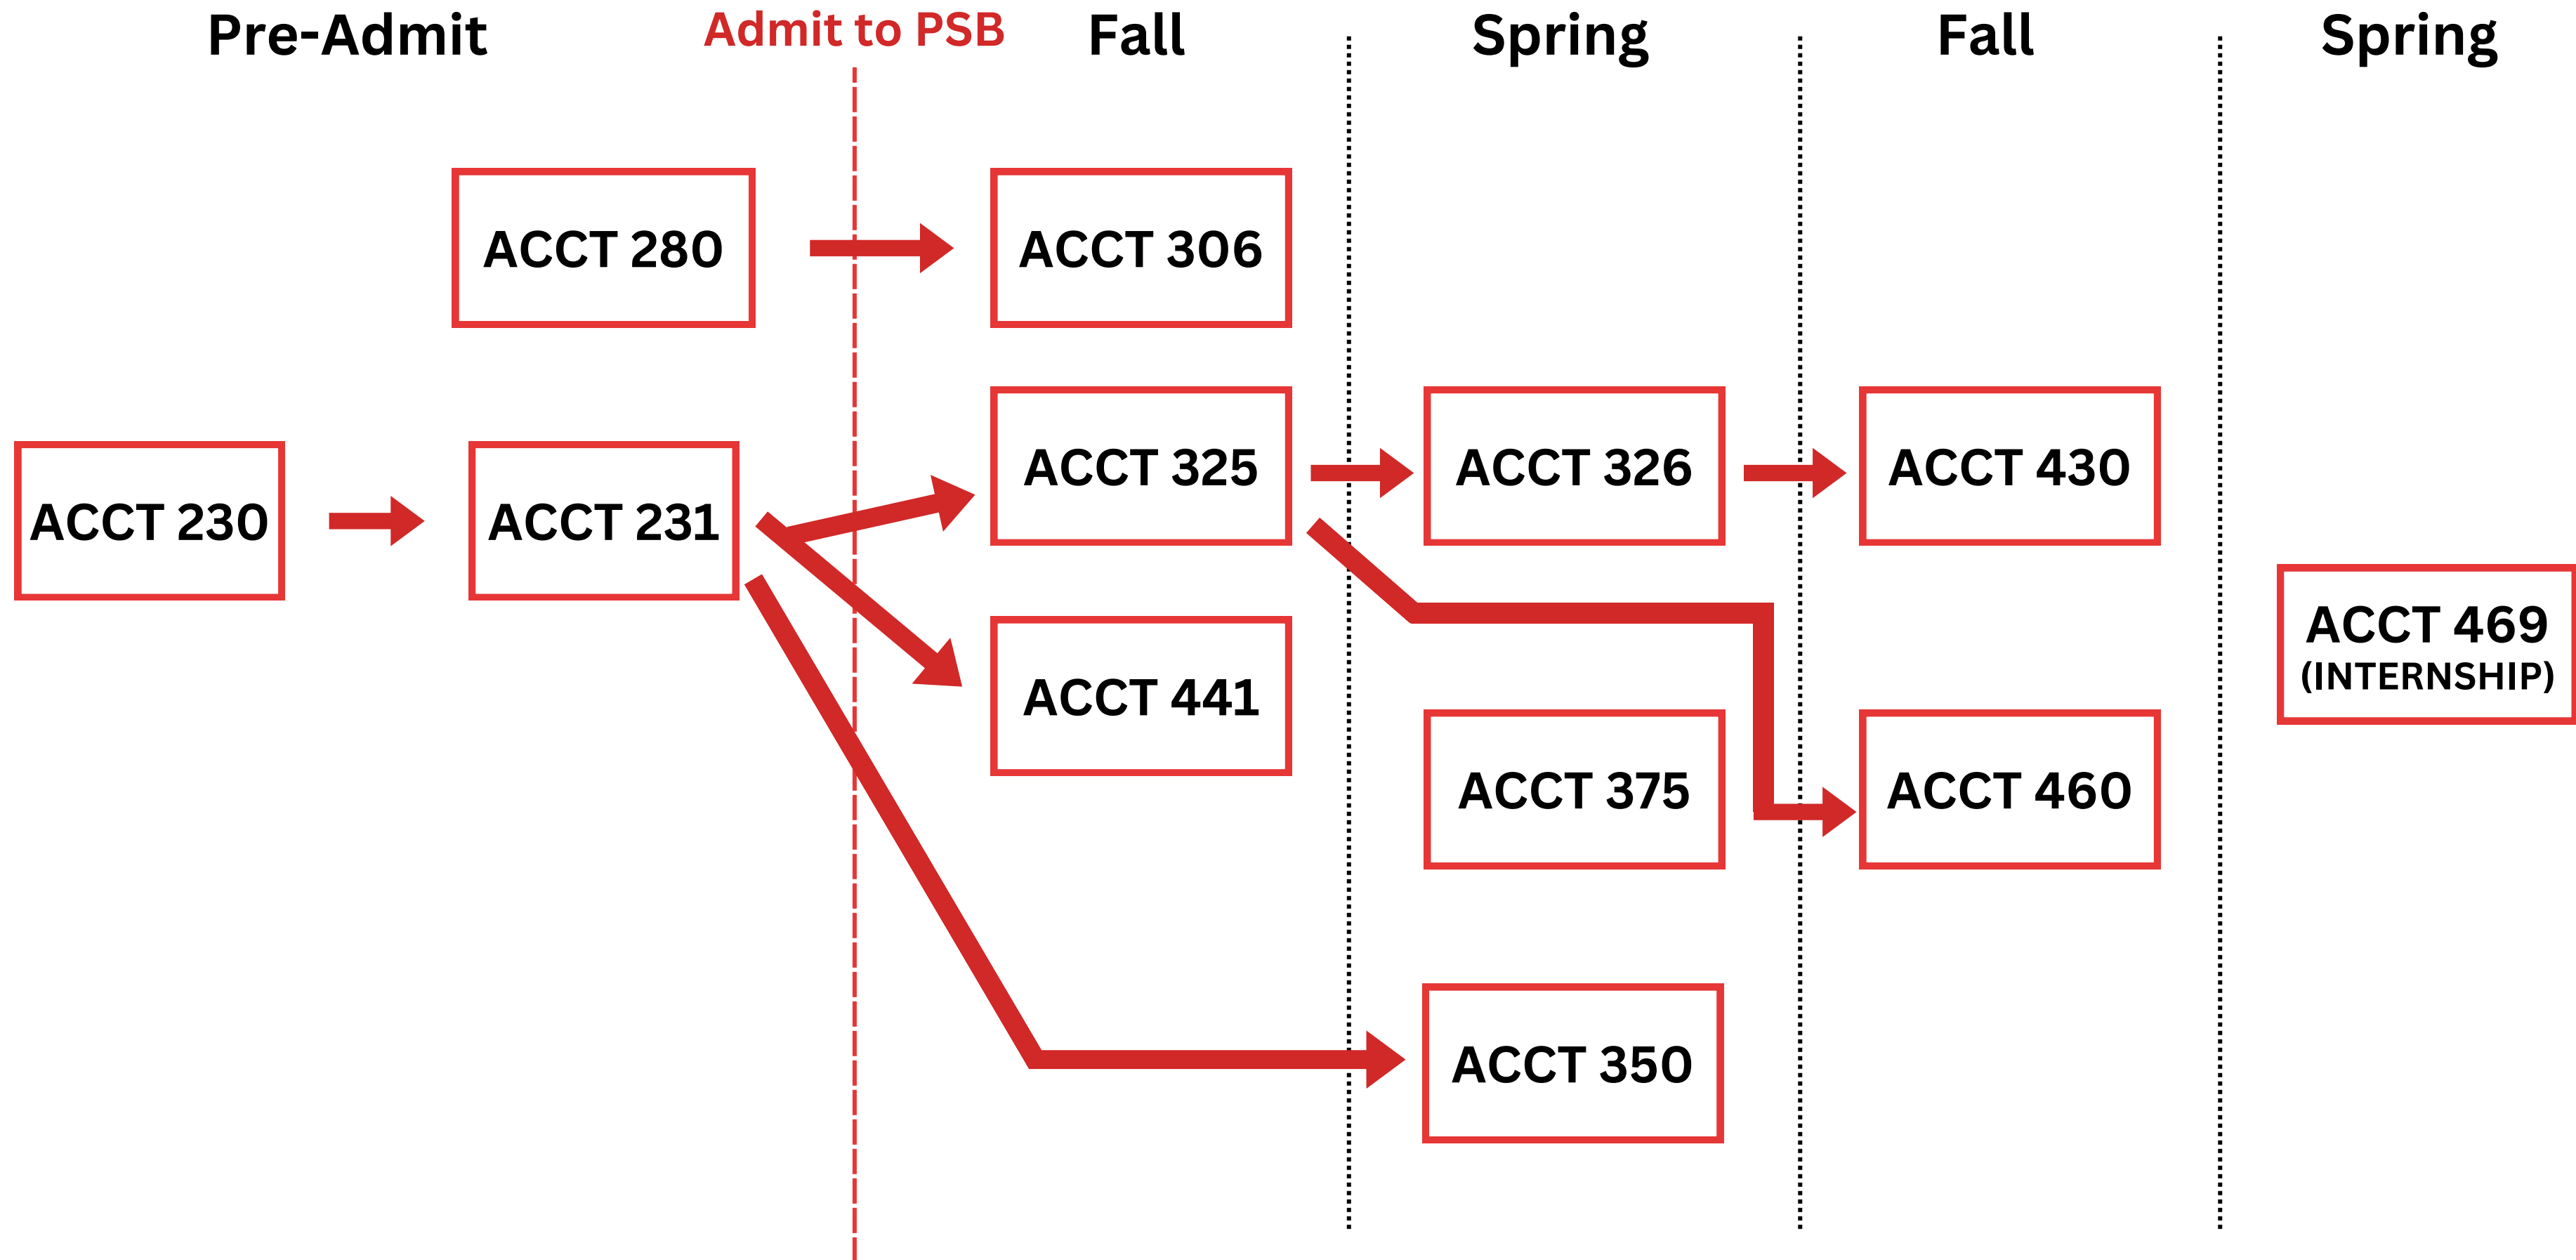 Pre-Admit
Admit to PSB
Fall
Spring
Fall
Spring
ACCT 280
ACCT 306
ACCT 325
ACCT 326
ACCT 430
ACCT 230
ACCT 231
ACCT 469
(INTERNSHIP)
ACCT 441
ACCT 375
ACCT 460
ACCT 350